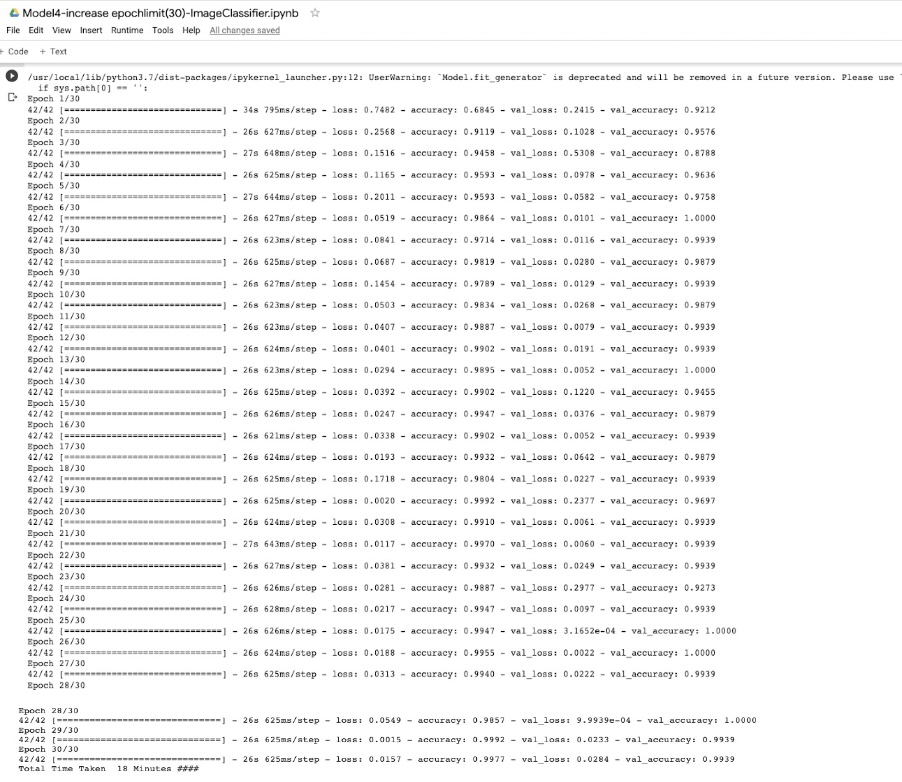 Model4-increase epochlimit(30)-ImageClassifier.ipynb
File Edit View Insert Runtime Tools Help All changes saved
+ Code + Text
/usr/local/lib/python3.7/dist-packages/ipykernel_launcher.py:12: UserWarning: `Model.fit_generator` is deprecated and will be removed in a future version. Please use `
if sys.path[0] == '':
Epoch 1/30
42/42 [==============================] - 34s 795ms/step - loss: 0.7482 - accuracy: 0.6845 - val_loss: 0.2415 - val_accuracy: 0.9212
Epoch 2/30
42/42 [==============================] - 26s 627ms/step - loss: 0.2568 - accuracy: 0.9119 - val_loss: 0.1028 - val_accuracy: 0.9576
Epoch 3/30
42/42 [==============================] - 27s 648ms/step - loss: 0.1516 - accuracy: 0.9458 - val_loss: 0.5308 - val_accuracy: 0.8788
Epoch 4/30
42/42 [==============================] - 26s 625ms/step - loss: 0.1165 - accuracy: 0.9593 - val_loss: 0.0978 - val_accuracy: 0.9636
Epoch 5/30
42/42 [==============================] - 27s 644ms/step - loss: 0.2011 - accuracy: 0.9593 - val_loss: 0.0582 - val_accuracy: 0.9758
Epoch 6/30
42/42 [==============================] - 26s 627ms/step - loss: 0.0519 - accuracy: 0.9864 - val_loss: 0.0101 - val_accuracy: 1.0000
Epoch 7/30
42/42 [==============================] - 26s 623ms/step - loss: 0.0841 - accuracy: 0.9714 - val_loss: 0.0116 - val_accuracy: 0.9939
Epoch 8/30
42/42 [==============================] - 26s 625ms/step - loss: 0.0687 - accuracy: 0.9819 - val_loss: 0.0280 - val_accuracy: 0.9879
Epoch 9/30
42/42 [==============================] - 26s 627ms/step - loss: 0.1454 - accuracy: 0.9789 - val_loss: 0.0129 - val_accuracy: 0.9939
Epoch 10/30
42/42 [==============================] - 26s 623ms/step - loss: 0.0503 - accuracy: 0.9834 - val_loss: 0.0268 - val_accuracy: 0.9879
Epoch 11/30
42/42 [==============================] - 26s 623ms/step - loss: 0.0407 - accuracy: 0.9887 - val_loss: 0.0079 - val_accuracy: 0.9939
Epoch 12/30
42/42 [==============================] - 26s 624ms/step - loss: 0.0401 - accuracy: 0.9902 - val_loss: 0.0191 - val_accuracy: 0.9939
Epoch 13/30
42/42 [==============================] - 26s 623ms/step - loss: 0.0294 - accuracy: 0.9895 - val_loss: 0.0052 - val_accuracy: 1.0000
Epoch 14/30
42/42 [==============================] - 26s 625ms/step - loss: 0.0392 - accuracy: 0.9902 - val_loss: 0.1220 - val_accuracy: 0.9455
Epoch 15/30
42/42 [==============================] - 26s 626ms/step - loss: 0.0247 - accuracy: 0.9947 - val_loss: 0.0376 - val_accuracy: 0.9879
Epoch 16/30
42/42 [==============================] - 26s 621ms/step - loss: 0.0338 - accuracy: 0.9902 - val_loss: 0.0052 - val_accuracy: 0.9939
Epoch 17/30
42/42 [==============================] - 26s 624ms/step - loss: 0.0193 - accuracy: 0.9932 - val_loss: 0.0642 - val_accuracy: 0.9879
Epoch 18/30
42/42 [==============================] - 26s 625ms/step - loss: 0.1718 - accuracy: 0.9804 - val_loss: 0.0227 - val_accuracy: 0.9939
Epoch 19/30
42/42 [==============================] - 26s 625ms/step - loss: 0.0020 - accuracy: 0.9992 - val_loss: 0.2377 - val_accuracy: 0.9697
Epoch 20/30
42/42 [==============================] - 26s 624ms/step - loss: 0.0308 - accuracy: 0.9910 - val_loss: 0.0061 - val_accuracy: 0.9939
Epoch 21/30
42/42 [==============================] - 27s 643ms/step - loss: 0.0117 - accuracy: 0.9970 - val_loss: 0.0060 - val_accuracy: 0.9939
Epoch 22/30
42/42 [==============================] - 26s 627ms/step - loss: 0.0381 - accuracy: 0.9932 - val_loss: 0.0249 - val_accuracy: 0.9939
Epoch 23/30
42/42 [==============================] - 26s 626ms/step - loss: 0.0281 - accuracy: 0.9887 - val_loss: 0.2977 - val_accuracy: 0.9273
Epoch 24/30
42/42 [==============================] - 26s 628ms/step - loss: 0.0217 - accuracy: 0.9947 - val_loss: 0.0097 - val_accuracy: 0.9939
Epoch 25/30
42/42 [==============================] - 26s 626ms/step - loss: 0.0175 - accuracy: 0.9947 - val_loss: 3.1652e-04 - val_accuracy: 1.0000
Epoch 26/30
42/42 [==============================] - 26s 624ms/step - loss: 0.0188 - accuracy: 0.9955 - val_loss: 0.0022 - val_accuracy: 1.0000
Epoch 27/30
42/42 [==============================] - 26s 625ms/step - loss: 0.0313 - accuracy: 0.9940 - val_loss: 0.0222 - val_accuracy: 0.9939
Epoch 28/30
Epoch 28/30
42/42 [==============================] - 26s 625ms/step - loss: 0.0549 - accuracy: 0.9857 - val_loss: 9.9939e-04 - val_accuracy: 1.0000
Epoch 29/30
42/42 [==============================] - 26s 625ms/step - loss: 0.0015 - accuracy: 0.9992 - val_loss: 0.0233 - val_accuracy: 0.9939
Epoch 30/30
42/42 [==============================] - 26s 625ms/step - loss: 0.0157 - accuracy: 0.9977 - val_loss: 0.0284 - val_accuracy: 0.9939
Total Time Taken 18 Minutes ####